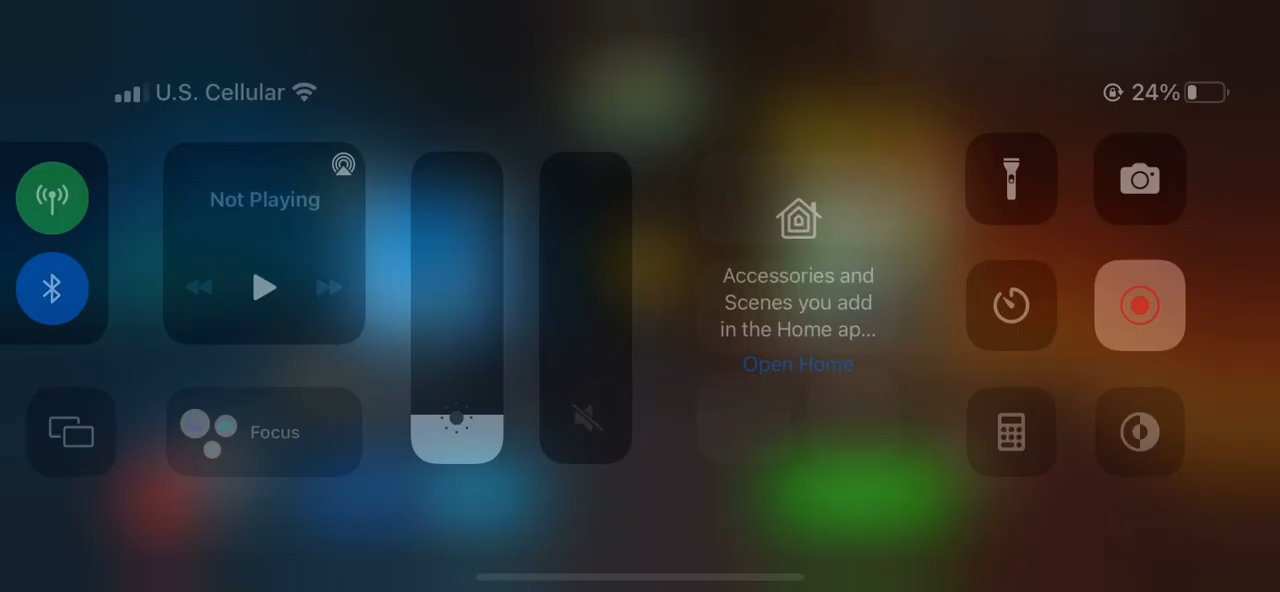 U.S. Cellular
24%
Not Playing
Accessories and
Scenes you add
in the Home ap...
Open Home
Focus